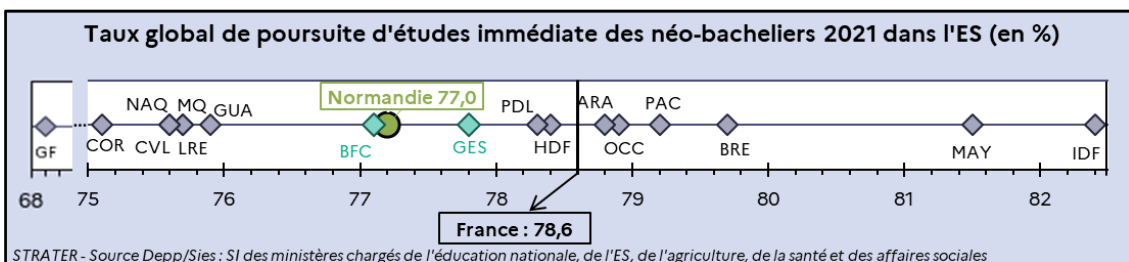 Taux global de poursuite d'études immédiate des néo-bacheliers 2021 dans l'ES (en %)
Normandie 77,0
NAQ MQ GUA PDL ARA PAC
GF COR CVL LRE BFC GES HDF OCC BRE MAY IDF
68 75 76 77 78 79 80 81 82
France : 78,6
STRATER - Source Depp/Sies : SI des ministères chargés de l'éducation nationale, de l'ES, de l'agriculture, de la santé et des affaires sociales